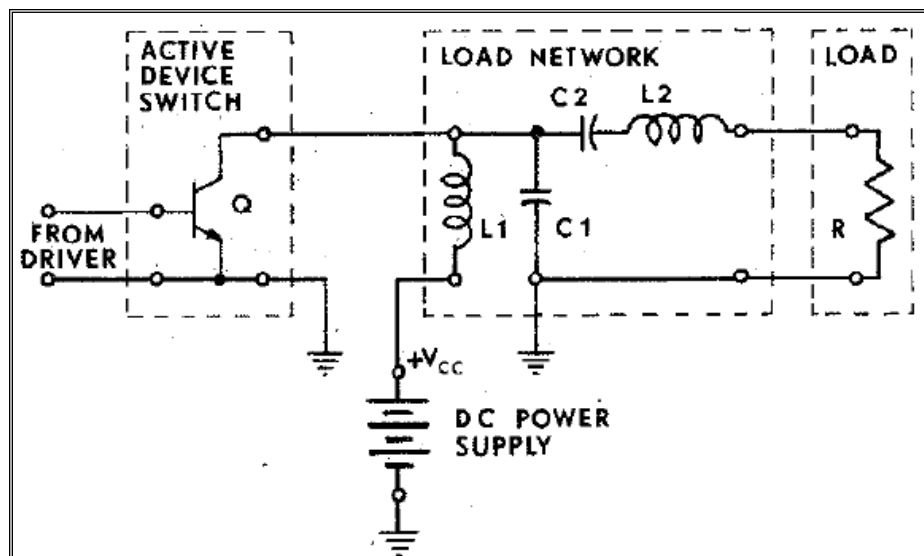 ACTIVE
DEVICE
SWITCH
LOAD NETWORK
LOAD
C2
L2
Q
L1
C1
R
FROM
DRIVER
+VCC
DC POWER
SUPPLY